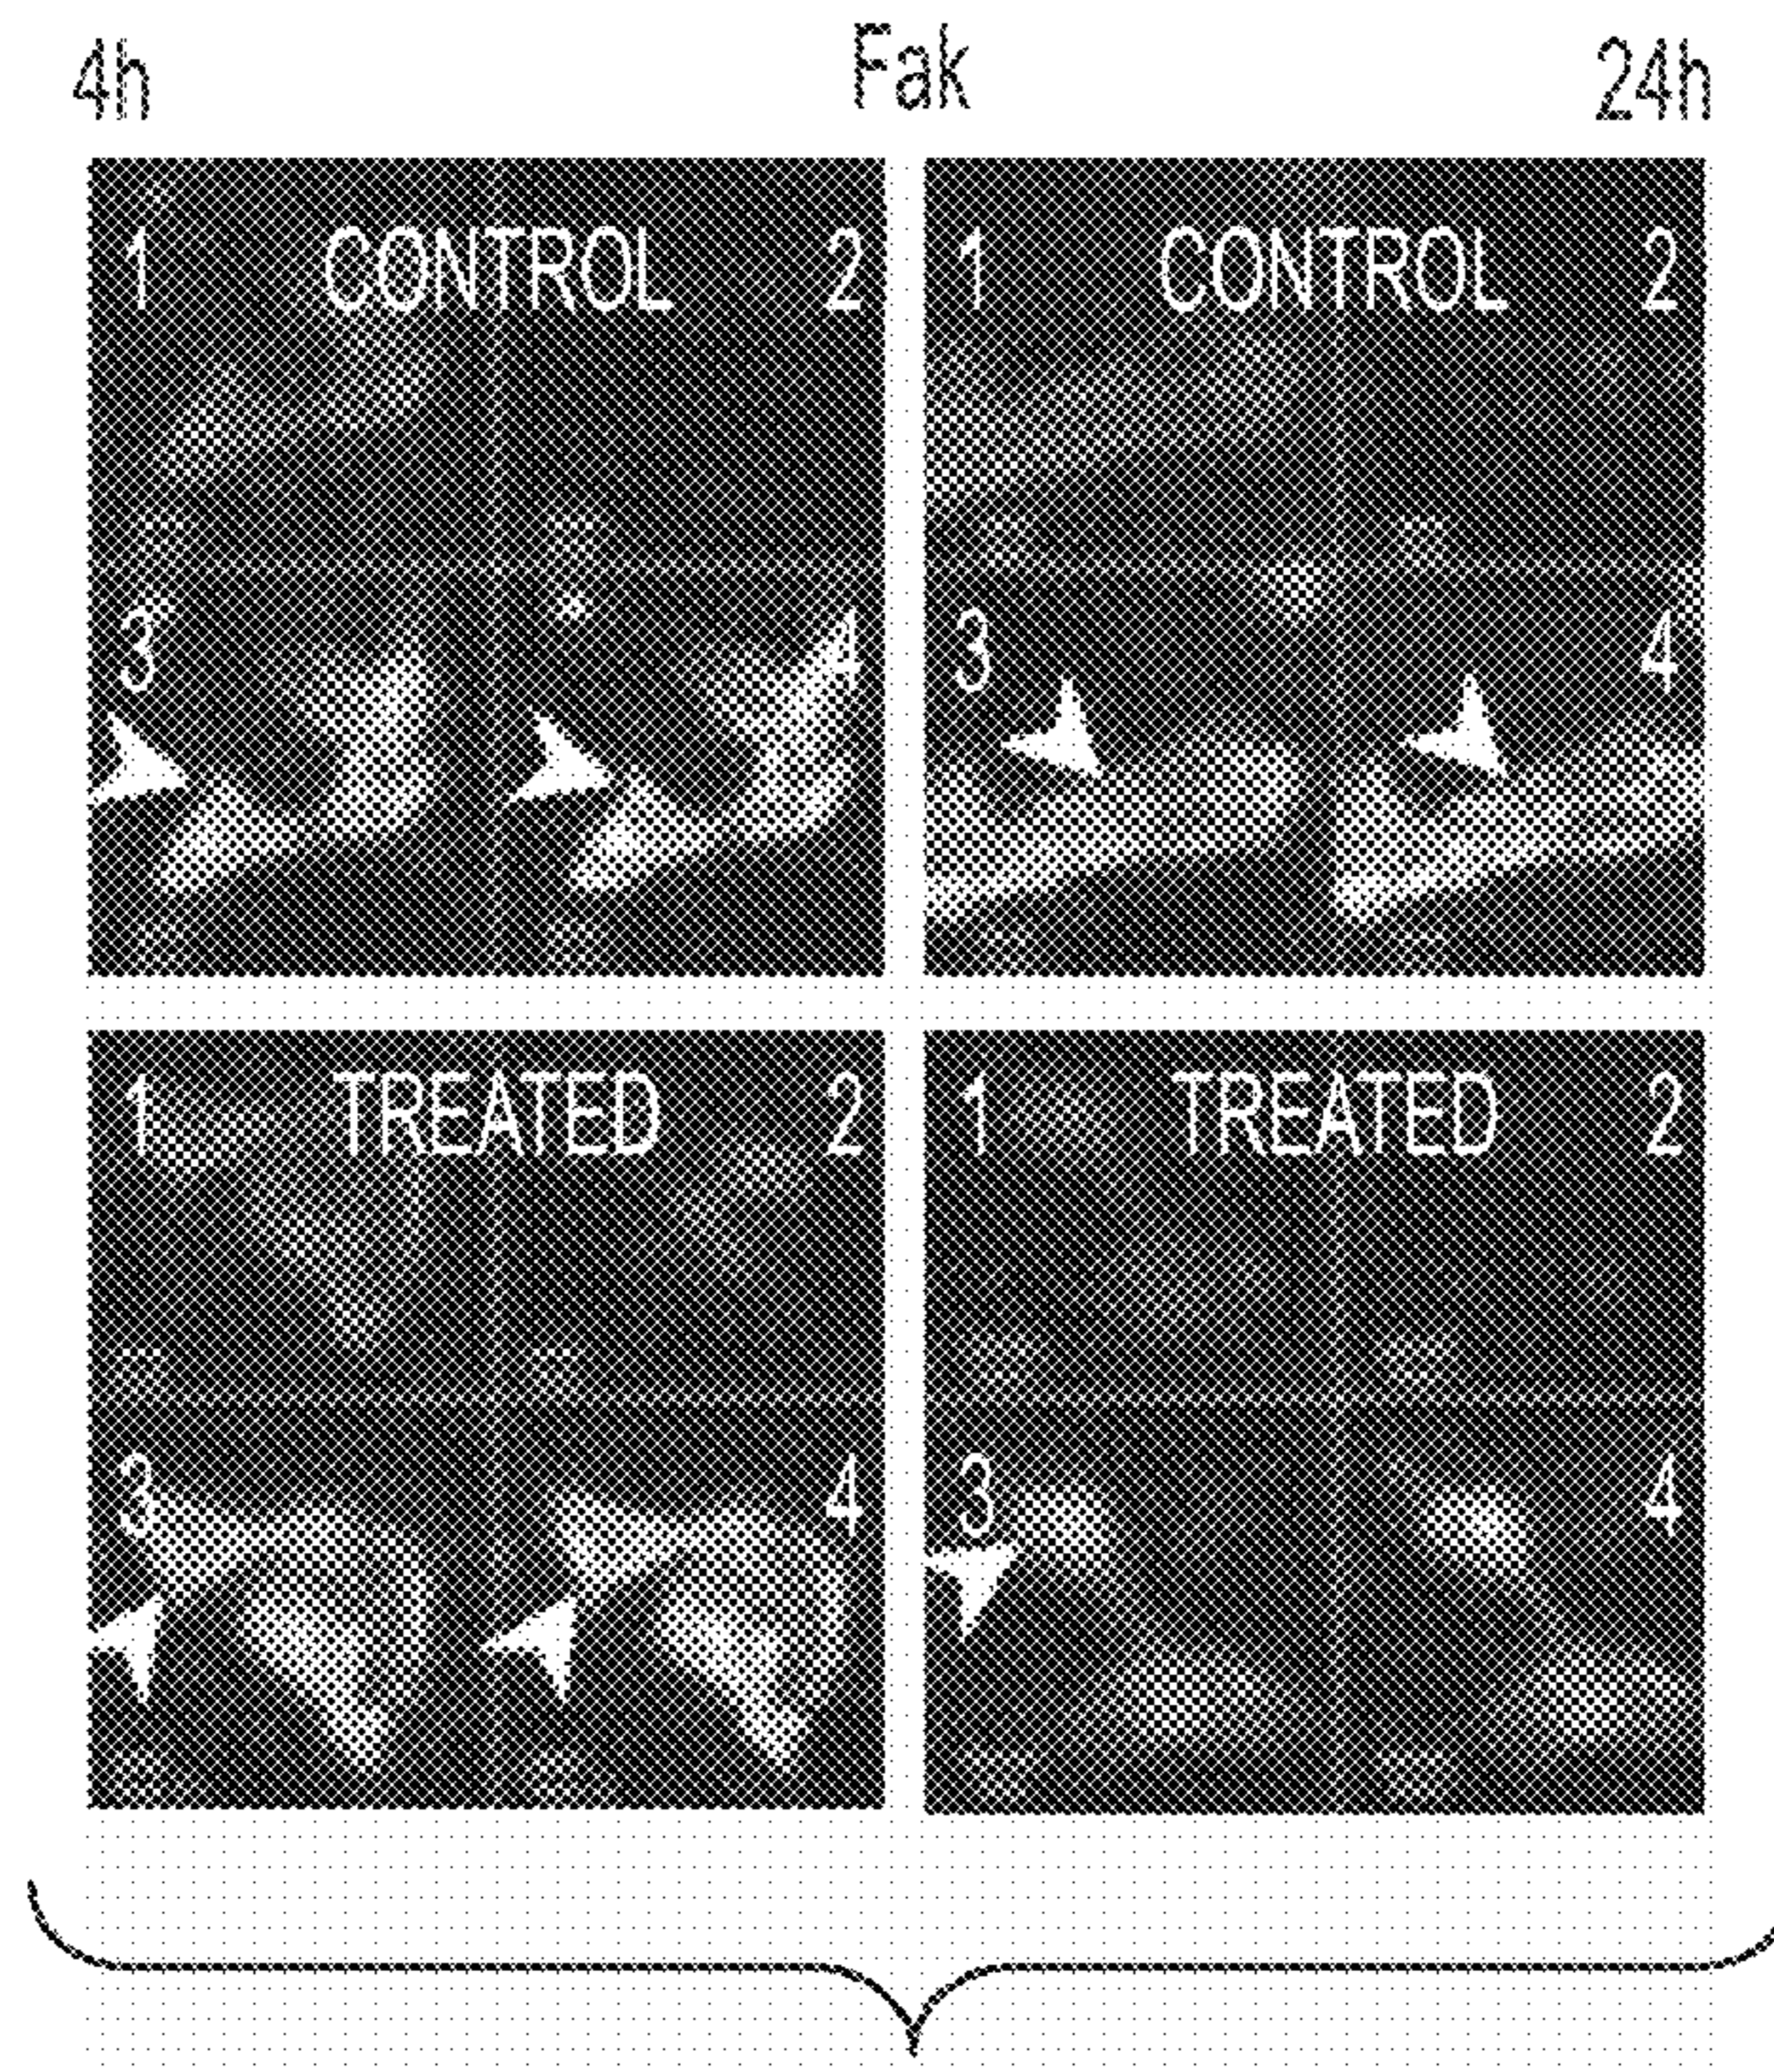 4h Fak 24h
1 CONTROL 2 1 CONTROL 2
3 4 3 4
1 TREATED 2 1 TREATED 2
3 4 3 4